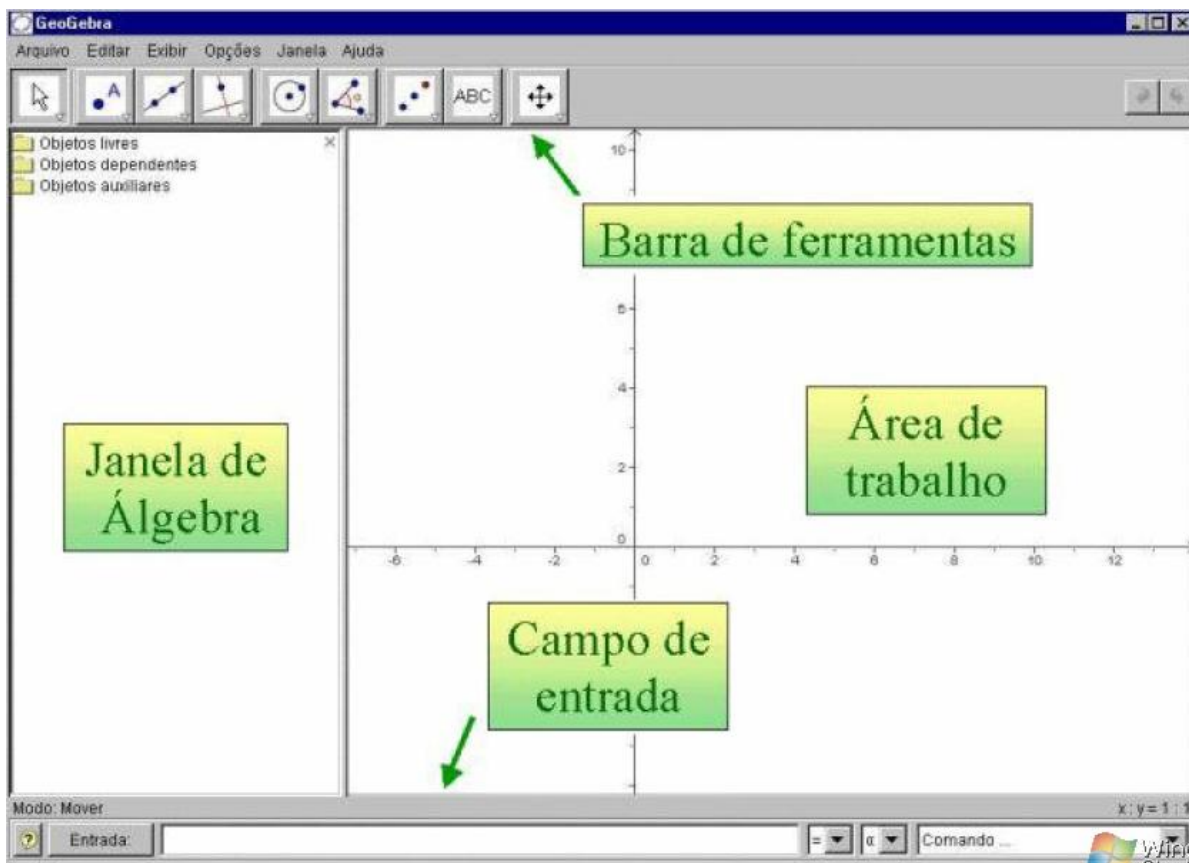 GeoGebra
Arquivo Editar Exibir Opções Janela Ajuda
A
ABC
Objetos livres
Objetos dependentes
Objetos auxiliares
10
Barra de ferramentas
6
4
Janela de
Álgebra
Área de
trabalho
2
0
-6 -4 -2 0 2 4 6 8 10 12
Campo de
entrada
Modo: Mover
x : y = 1 : 1
? Entrada: = α Comando ...